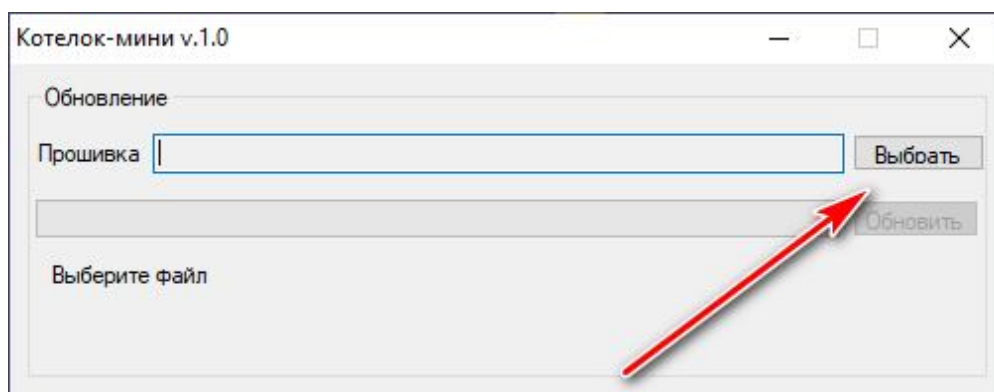 Котелок-мини v.1.0
Обновление
Прошивка
Выбрать
Обновить
Выберите файл